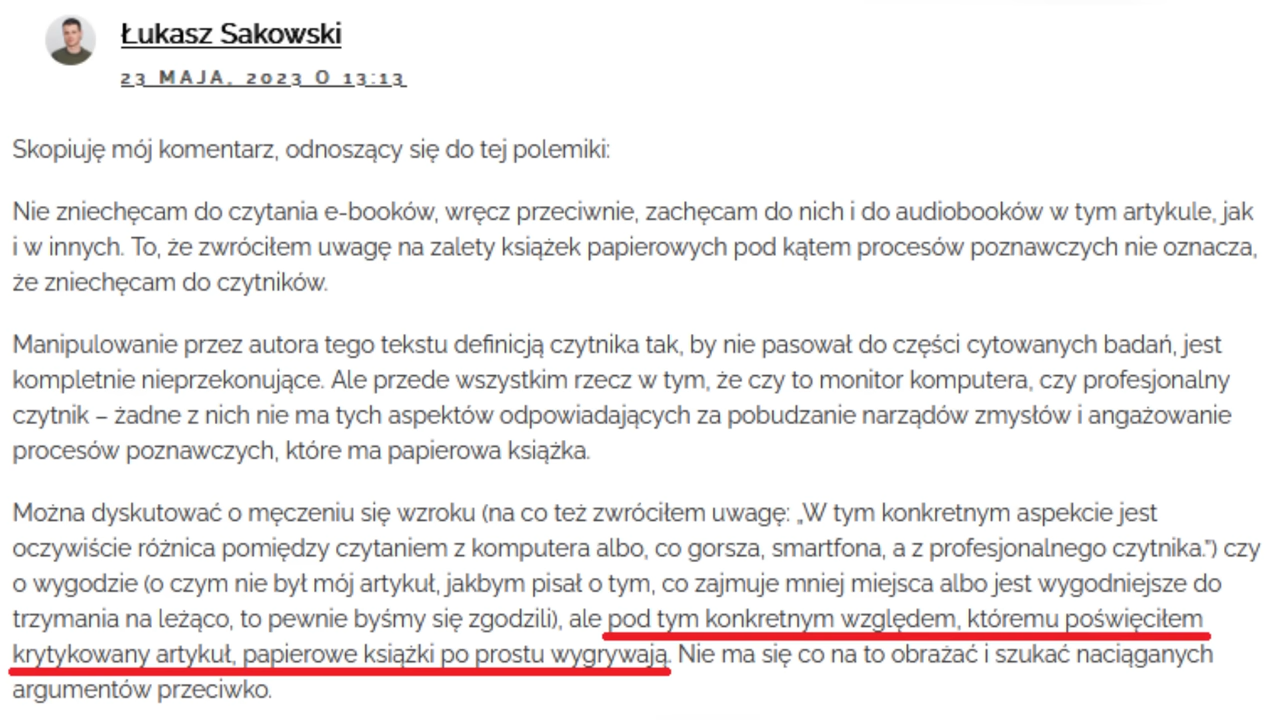 Łukasz Sakowski
23 MAJA, 2023 O 13:13
Skopiuję mój komentarz, odnoszący się do tej polemiki:
Nie zniechęcam do czytania e-booków, wręcz przeciwnie, zachęcam do nich i do audiobooków w tym artykule, jak
i w innych. To, że zwróciłem uwagę na zalety książek papierowych pod kątem procesów poznawczych nie oznacza,
że zniechęcam do czytników.
Manipulowanie przez autora tego tekstu definicją czytnika tak, by nie pasował do części cytowanych badań, jest
kompletnie nieprzekonujące. Ale przede wszystkim rzecz w tym, że czy to monitor komputera, czy profesjonalny
czytnik – żadne z nich nie ma tych aspektów odpowiadających za pobudzanie narządów zmysłów i angażowanie
procesów poznawczych, które ma papierowa książka.
Można dyskutować o męczeniu się wzroku (na co też zwróciłem uwagę: „W tym konkretnym aspekcie jest
oczywiście różnica pomiędzy czytaniem z komputera albo, co gorsza, smartfona, a z profesjonalnego czytnika.”) czy
o wygodzie (o czym nie był mój artykuł, jakbym pisał o tym, co zajmuje mniej miejsca albo jest wygodniejsze do
trzymania na leżąco, to pewnie byśmy się zgodzili), ale pod tym konkretnym względem, któremu poświęciłem
krytykowany artykuł, papierowe książki po prostu wygrywają. Nie ma się co na to obrażać i szukać naciąganych
argumentów przeciwko.